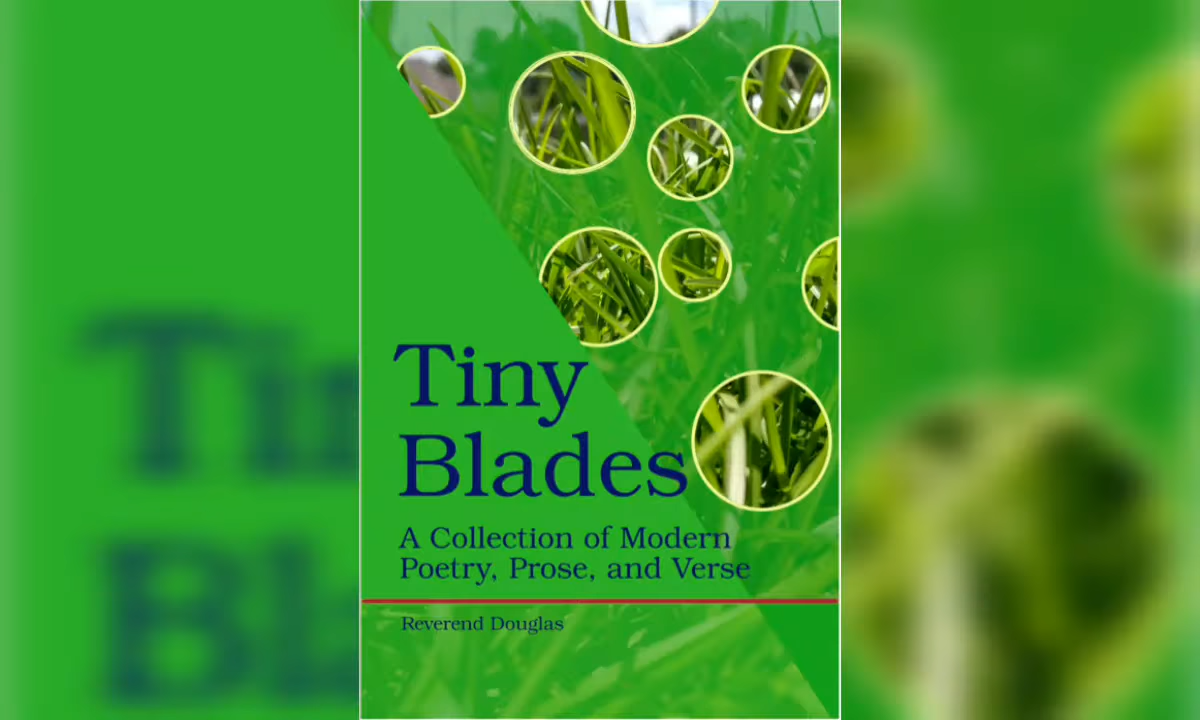 Tiny
Blades
A Collection of Modern
Poetry, Prose, and Verse
Reverend Douglas